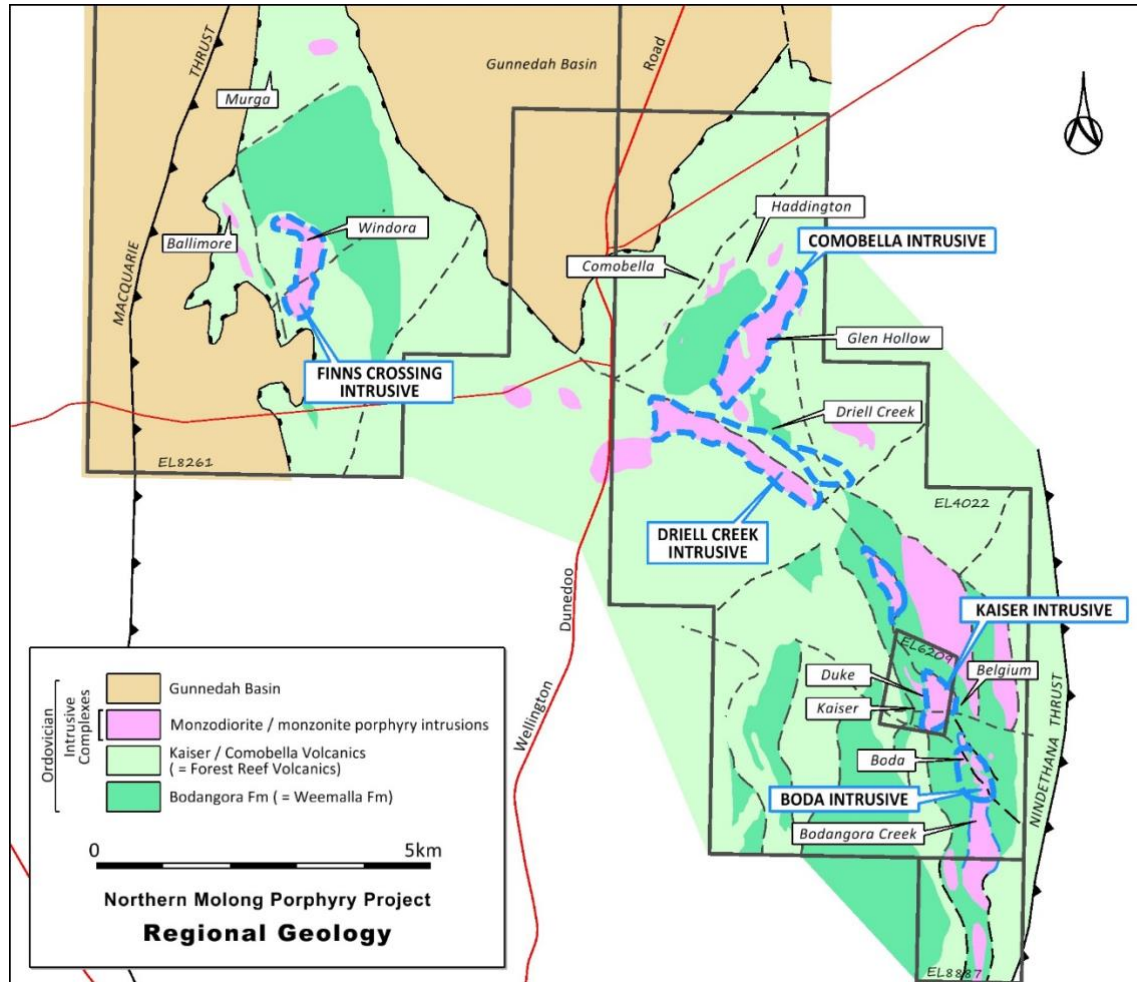 THRUST
Gunnedah Basin
Road
Murga
Haddington
Ballimore
Windora
COMOBELLA INTRUSIVE
Comobella
MACQUARIE
Glen Hollow
FINNS CROSSING
INTRUSIVE
Driell Creek
EL8261
EL4022
DRIELL CREEK
INTRUSIVE
KAISER INTRUSIVE
Dunedoo
EL6209
Duke
Belgium
Kaiser
Wellington
Boda
NINDETHANA THRUST
BODA INTRUSIVE
Bodangora Creek
EL8887
Ordovician
Intrusive
Complexes
Gunnedah Basin
Monzodiorite / monzonite porphyry intrusions
Kaiser / Comobella Volcanics
( = Forest Reef Volcanics)
Bodangora Fm ( = Weemalla Fm)
0 5km
Northern Molong Porphyry Project
Regional Geology